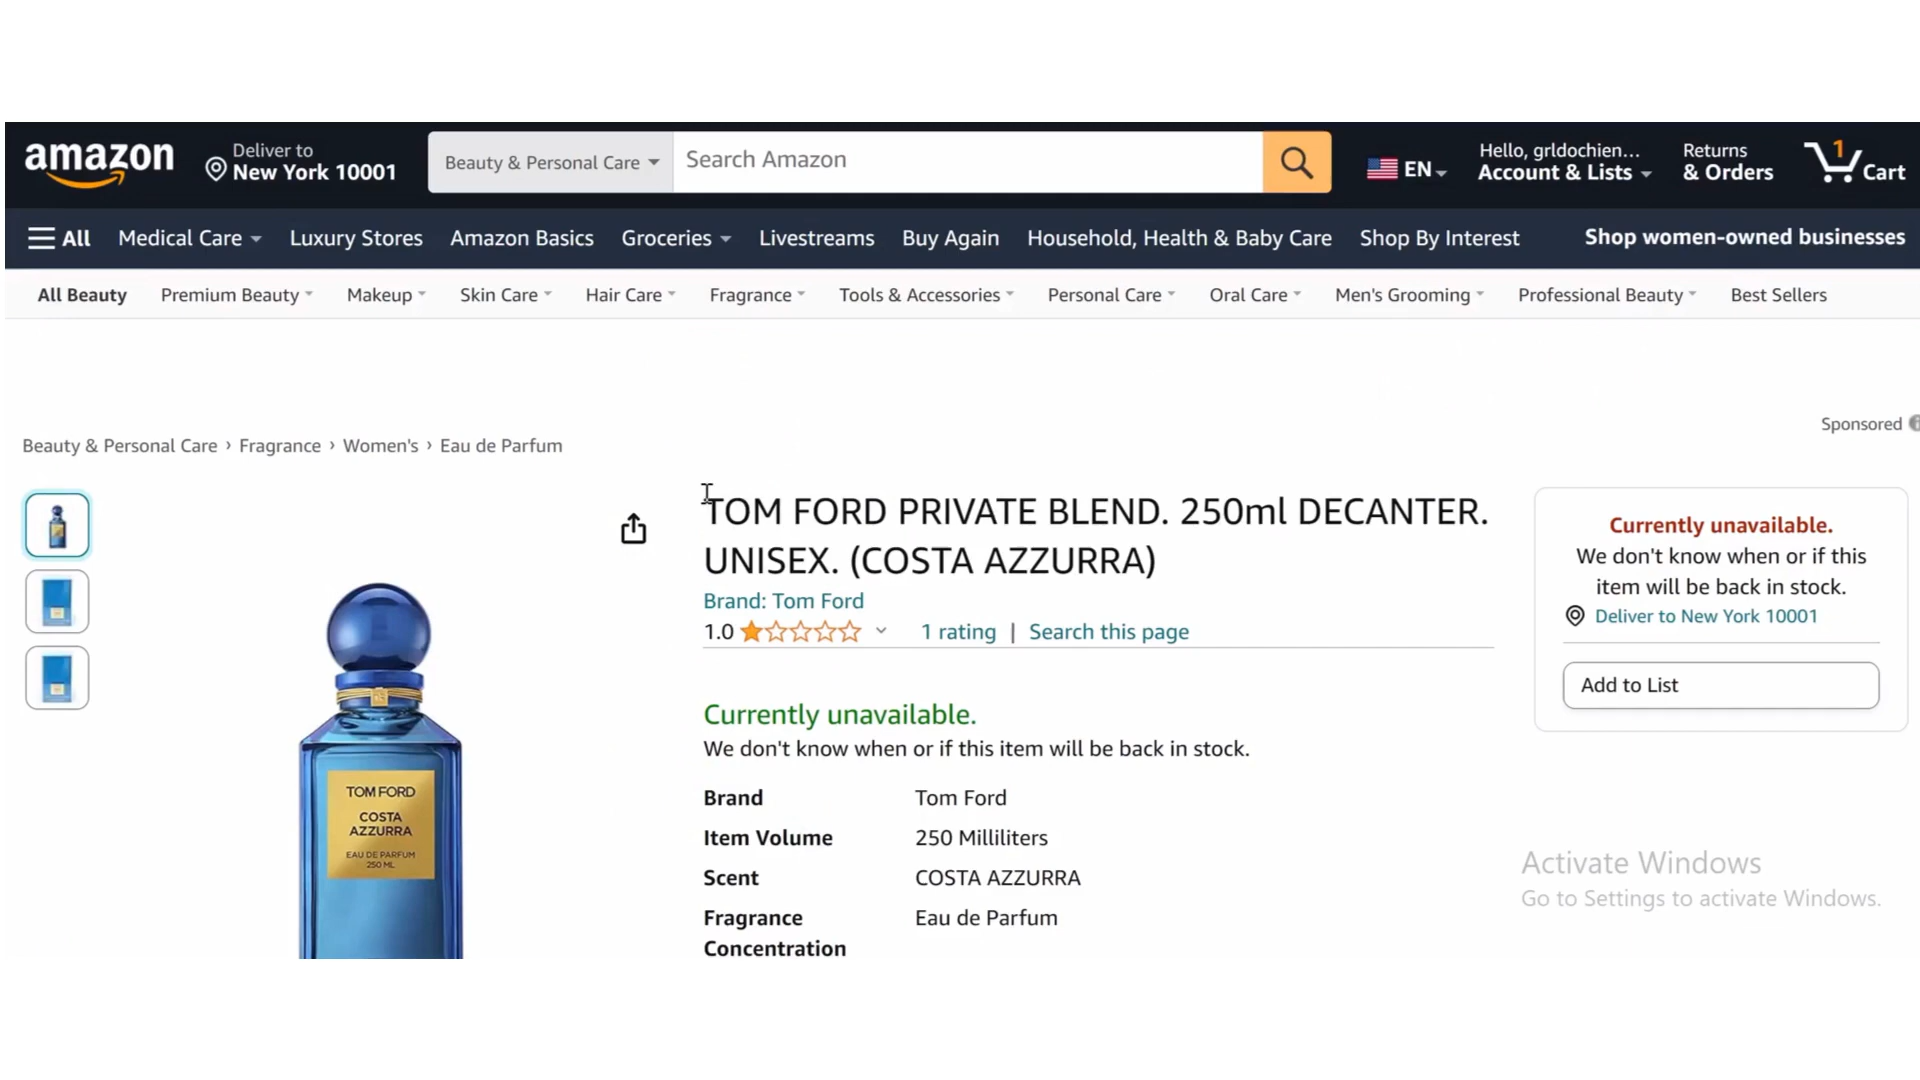 amazon
Deliver to
New York 10001
Beauty & Personal Care
Search Amazon
EN
Hello, grldochien...
Account & Lists
Returns
& Orders
1
Cart
All
Medical Care
Luxury Stores
Amazon Basics
Groceries
Livestreams
Buy Again
Household, Health & Baby Care
Shop By Interest
Shop women-owned businesses
All Beauty
Premium Beauty
Makeup
Skin Care
Hair Care
Fragrance
Tools & Accessories
Personal Care
Oral Care
Men's Grooming
Professional Beauty
Best Sellers
Sponsored
Beauty & Personal Care › Fragrance › Women's › Eau de Parfum
TOM FORD
COSTA
AZZURRA
EAU DE PARFUM
250 ML
TOM FORD PRIVATE BLEND. 250ml DECANTER.
UNISEX. (COSTA AZZURRA)
Brand: Tom Ford
1.0
1 rating | Search this page
Currently unavailable.
We don't know when or if this item will be back in stock.
Brand Tom Ford
Item Volume 250 Milliliters
Scent COSTA AZZURRA
Fragrance Eau de Parfum
Concentration
Currently unavailable.
We don't know when or if this
item will be back in stock.
Deliver to New York 10001
Add to List
Activate Windows
Go to Settings to activate Windows.